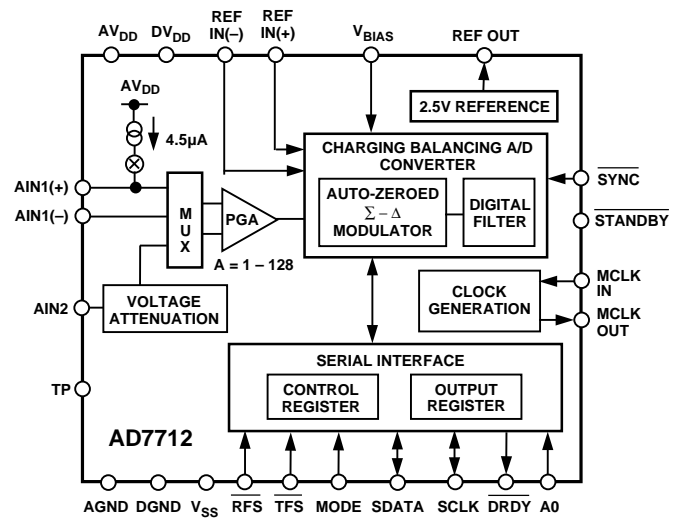 AVDD DVDD REF IN(–) REF IN(+) VBIAS REF OUT
AVDD
4.5µA
2.5V REFERENCE
CHARGING BALANCING A/D
CONVERTER
AUTO-ZEROED
Σ – Δ
MODULATOR
DIGITAL
FILTER
AIN1(+)
AIN1(–)
MUX
PGA
A = 1 – 128
SYNC
STANDBY
AIN2
VOLTAGE
ATTENUATION
CLOCK
GENERATION
MCLK
IN
MCLK
OUT
TP
SERIAL INTERFACE
CONTROL
REGISTER
OUTPUT
REGISTER
AD7712
AGND DGND VSS RFS TFS MODE SDATA SCLK DRDY A0